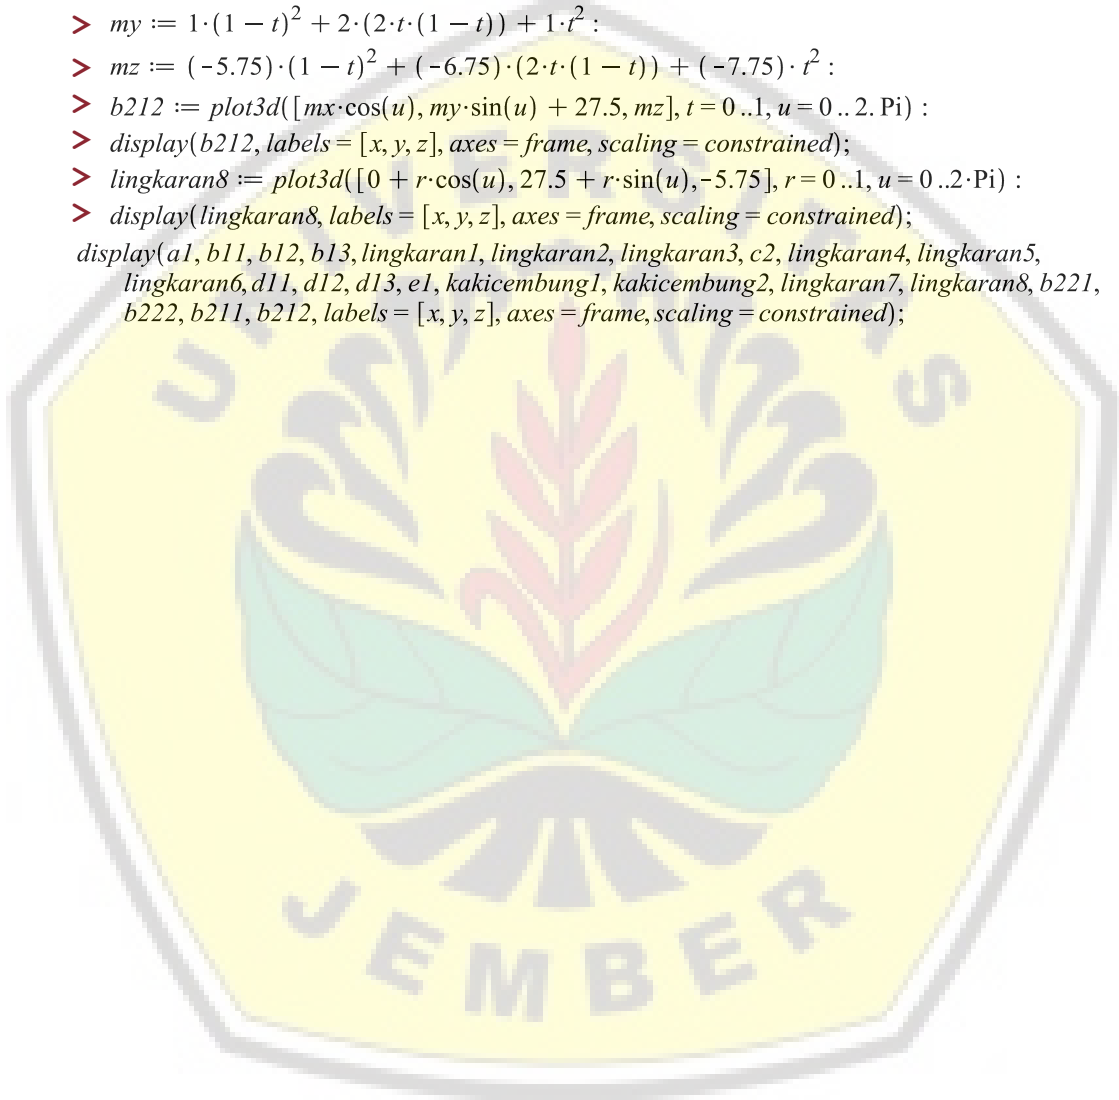 > my := 1·(1 − t)² + 2·(2·t·(1 − t)) + 1·t² :
> mz := (−5.75)·(1 − t)² + (−6.75)·(2·t·(1 − t)) + (−7.75)·t² :
> b212 := plot3d([mx·cos(u), my·sin(u) + 27.5, mz], t = 0 ..1, u = 0 .. 2. Pi) :
> display(b212, labels = [x, y, z], axes = frame, scaling = constrained);
> lingkaran8 := plot3d([0 + r·cos(u), 27.5 + r·sin(u), −5.75], r = 0 ..1, u = 0 ..2·Pi) :
> display(lingkaran8, labels = [x, y, z], axes = frame, scaling = constrained);
display(a1, b11, b12, b13, lingkaran1, lingkaran2, lingkaran3, c2, lingkaran4, lingkaran5,
lingkaran6, d11, d12, d13, e1, kakicembung1, kakicembung2, lingkaran7, lingkaran8, b221,
b222, b211, b212, labels = [x, y, z], axes = frame, scaling = constrained);
UNIVERSITAS
JEMBER